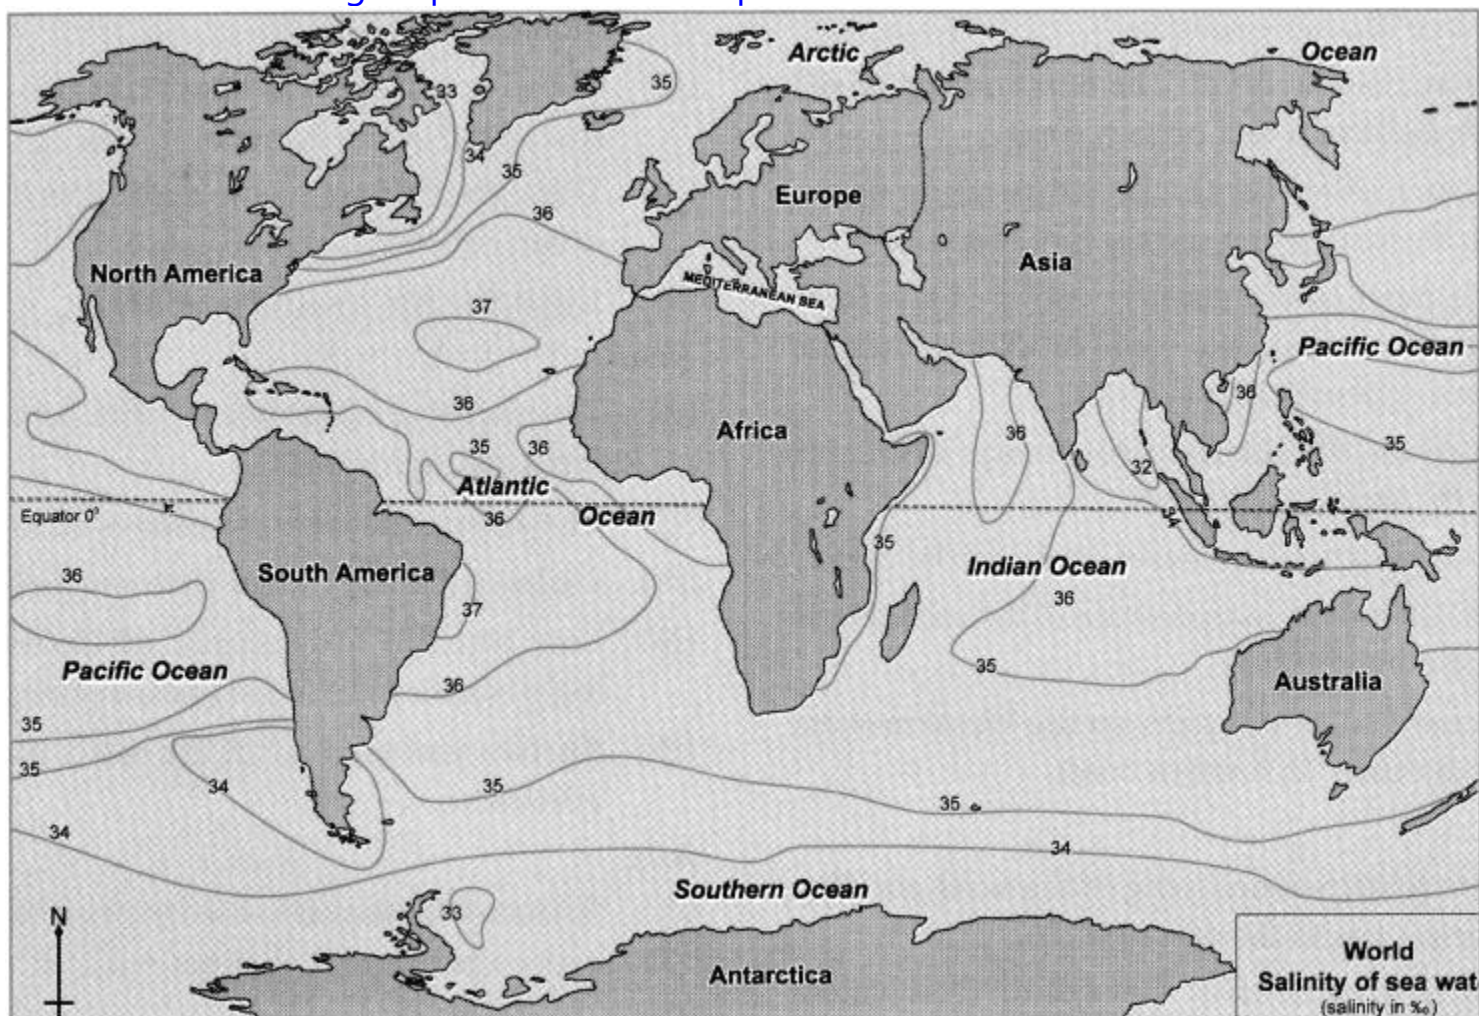 33
35
Arctic
Ocean
34
35
36
Europe
North America
Asia
MEDITERRANEAN SEA
37
Pacific Ocean
36
36
35
36
Africa
36
35
32
Atlantic
36
Equator 0°
Ocean
34
35
Indian Ocean
36
South America
36
37
Pacific Ocean
35
36
Australia
35
35
34
35
35
34
34
Southern Ocean
33
N
Antarctica
World
Salinity of sea wat
(salinity in ‰)